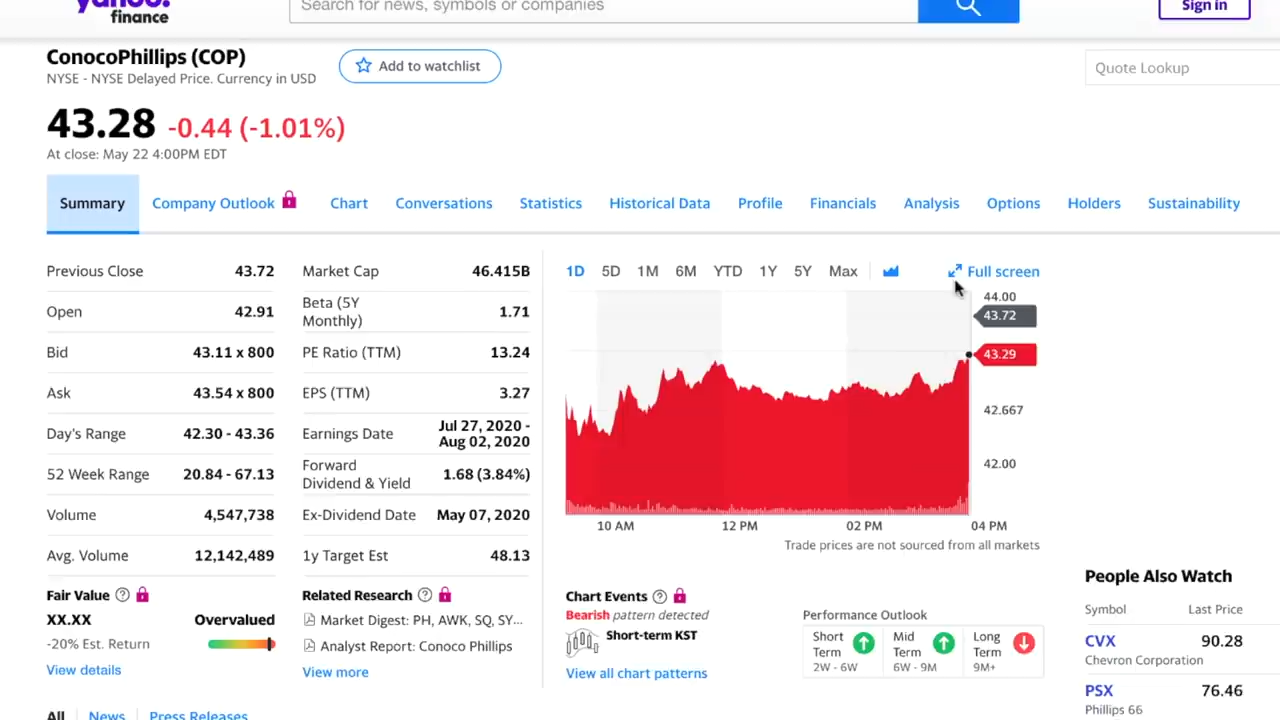 yahoo!
finance
Search for news, symbols or companies
Sign in
ConocoPhillips (COP)
NYSE - NYSE Delayed Price. Currency in USD
Add to watchlist
Quote Lookup
43.28 -0.44 (-1.01%)
At close: May 22 4:00PM EDT
Summary Company Outlook Chart Conversations Statistics Historical Data Profile Financials Analysis Options Holders Sustainability
Previous Close 43.72
Open 42.91
Bid 43.11 x 800
Ask 43.54 x 800
Day's Range 42.30 - 43.36
52 Week Range 20.84 - 67.13
Volume 4,547,738
Avg. Volume 12,142,489
Market Cap 46.415B
Beta (5Y
Monthly) 1.71
PE Ratio (TTM) 13.24
EPS (TTM) 3.27
Earnings Date Jul 27, 2020 -
Aug 02, 2020
Forward
Dividend & Yield 1.68 (3.84%)
Ex-Dividend Date May 07, 2020
1y Target Est 48.13
1D 5D 1M 6M YTD 1Y 5Y Max Full screen
44.00
43.72
43.29
42.667
42.00
10 AM 12 PM 02 PM 04 PM
Trade prices are not sourced from all markets
Fair Value ?
XX.XX Overvalued
-20% Est. Return
View details
Related Research ?
Market Digest: PH, AWK, SQ, SY...
Analyst Report: Conoco Phillips
View more
Chart Events ?
Bearish pattern detected
Short-term KST
View all chart patterns
Performance Outlook
Short
Term
2W - 6W
Mid
Term
6W - 9M
Long
Term
9M+
People Also Watch
Symbol Last Price
CVX 90.28
Chevron Corporation
PSX 76.46
Phillips 66
All News Press Releases